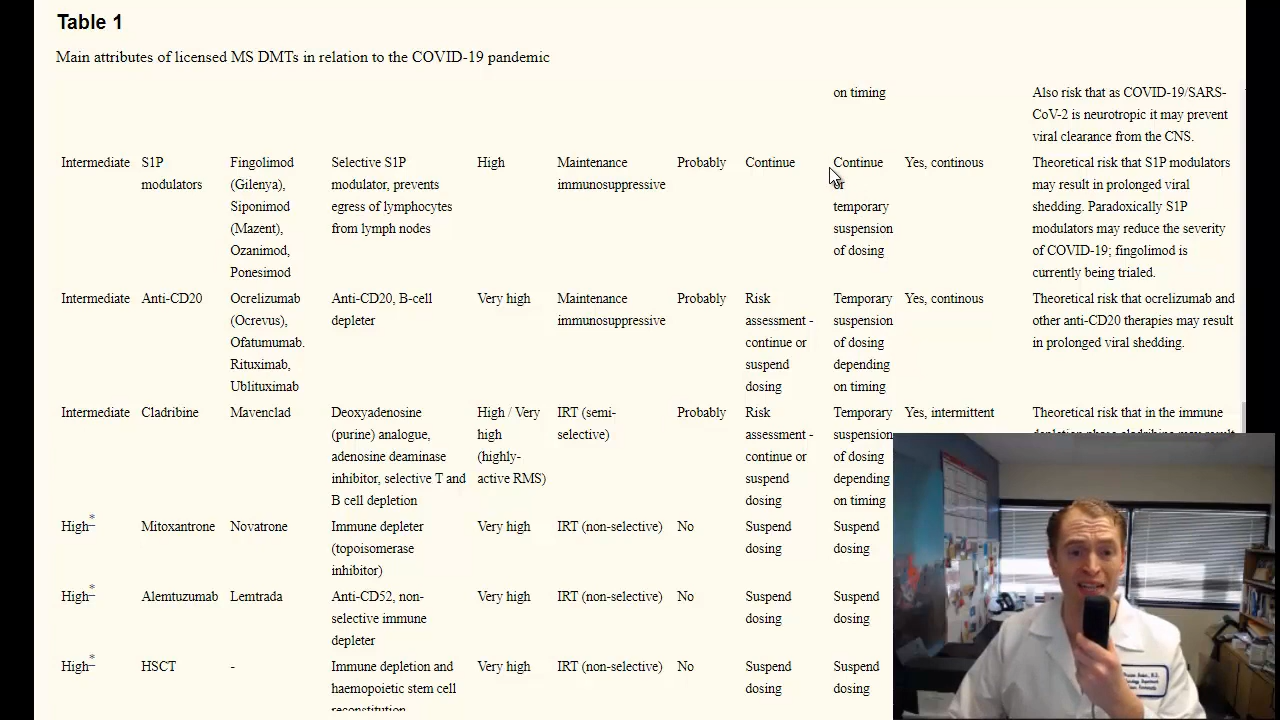 Table 1
Main attributes of licensed MS DMTs in relation to the COVID-19 pandemic
on timing Also risk that as COVID-19/SARS-
CoV-2 is neurotropic it may prevent
viral clearance from the CNS.
Intermediate S1P Fingolimod Selective S1P High Maintenance Probably Continue Continue Yes, continous Theoretical risk that S1P modulators
modulators (Gilenya), modulator, prevents immunosuppressive or may result in prolonged viral
Siponimod egress of lymphocytes temporary shedding. Paradoxically S1P
(Mazent), from lymph nodes suspension modulators may reduce the severity
Ozanimod, of dosing of COVID-19; fingolimod is
Ponesimod currently being trialed.
Intermediate Anti-CD20 Ocrelizumab Anti-CD20, B-cell Very high Maintenance Probably Risk Temporary Yes, continous Theoretical risk that ocrelizumab and
(Ocrevus), depleter immunosuppressive assessment - suspension other anti-CD20 therapies may result
Ofatumumab. continue or of dosing in prolonged viral shedding.
Rituximab, suspend depending
Ublituximab dosing on timing
Intermediate Cladribine Mavenclad Deoxyadenosine High / Very IRT (semi- Probably Risk Temporary Yes, intermittent Theoretical risk that in the immune
(purine) analogue, high selective) assessment - suspension
adenosine deaminase (highly- continue or of dosing
inhibitor, selective T and active RMS) suspend depending
B cell depletion dosing on timing
High* Mitoxantrone Novatrone Immune depleter Very high IRT (non-selective) No Suspend Suspend
(topoisomerase dosing dosing
inhibitor)
High* Alemtuzumab Lemtrada Anti-CD52, non- Very high IRT (non-selective) No Suspend Suspend
selective immune dosing dosing
depleter
High* HSCT - Immune depletion and Very high IRT (non-selective) No Suspend Suspend
haemopoietic stem cell dosing dosing
reconstitution